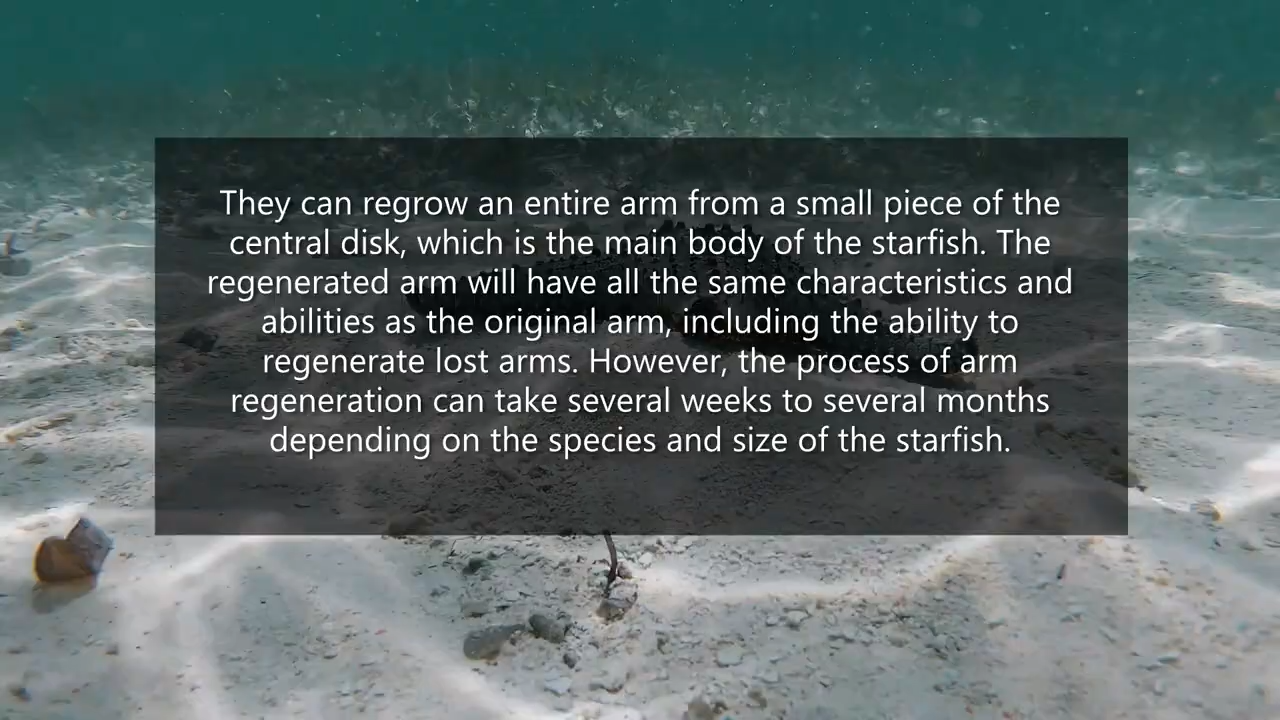 They can regrow an entire arm from a small piece of the
central disk, which is the main body of the starfish. The
regenerated arm will have all the same characteristics and
abilities as the original arm, including the ability to
regenerate lost arms. However, the process of arm
regeneration can take several weeks to several months
depending on the species and size of the starfish.